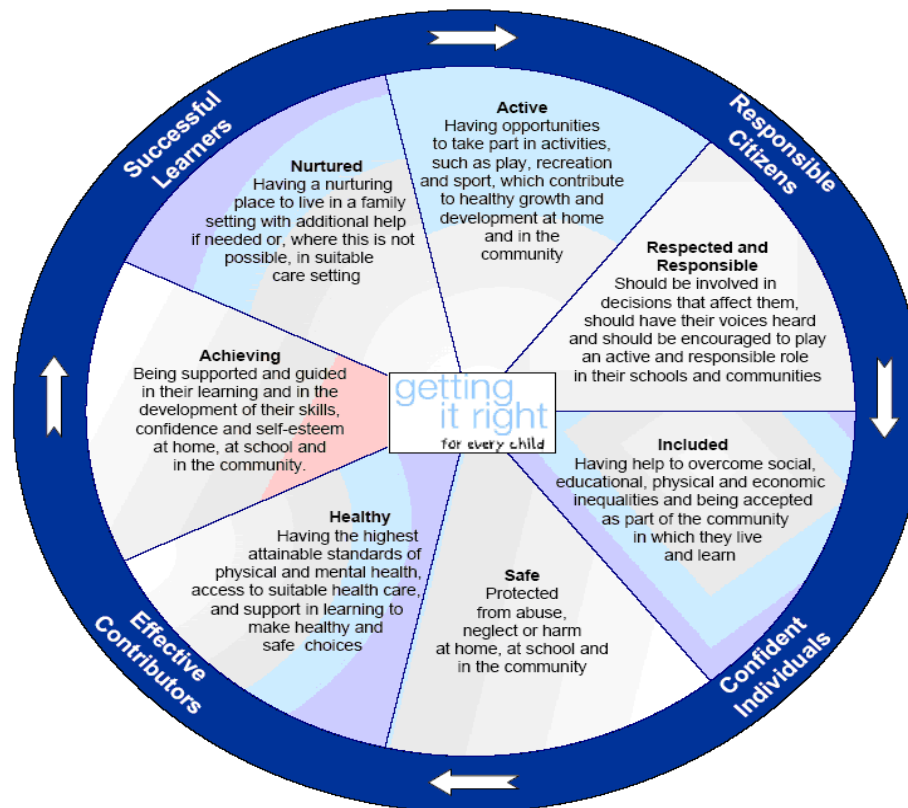 Successful
Learners
Responsible
Citizens
Active
Having opportunities
to take part in activities,
such as play, recreation
and sport, which contribute
to healthy growth and
development at home
and in the
community
Nurtured
Having a nurturing
place to live in a family
setting with additional help
if needed or, where this is not
possible, in suitable
care setting
Respected and
Responsible
Should be involved in
decisions that affect them,
should have their voices heard
and should be encouraged to play
an active and responsible role
in their schools and communities
Achieving
Being supported and guided
in their learning and in the
development of their skills,
confidence and self-esteem
at home, at school and
in the community.
getting
it right
for every child
Included
Having help to overcome social,
educational, physical and economic
inequalities and being accepted
as part of the community
in which they live
and learn
Healthy
Having the highest
attainable standards of
physical and mental health,
access to suitable health care,
and support in learning to
make healthy and
safe choices
Safe
Protected
from abuse,
neglect or harm
at home, at school and
in the community
Effective
Contributors
Confident
Individuals